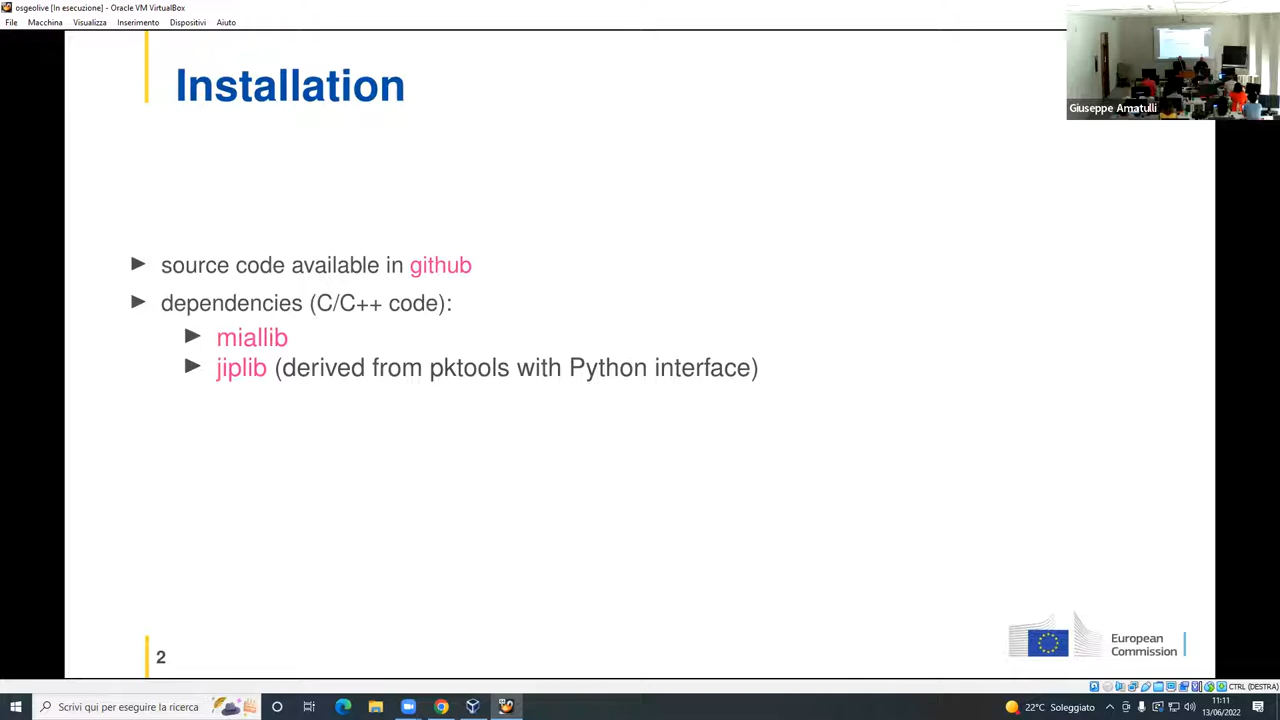 osgeolive [In esecuzione] - Oracle VM VirtualBox
File Macchina Visualizza Inserimento Dispositivi Aiuto
Installation
Giuseppe Amatulli
source code available in github
dependencies (C/C++ code):
miallib
jiplib (derived from pktools with Python interface)
2
European
Commission
CTRL (DESTRA)
Scrivi qui per eseguire la ricerca
22°C Soleggiato
11:11
13/06/2022